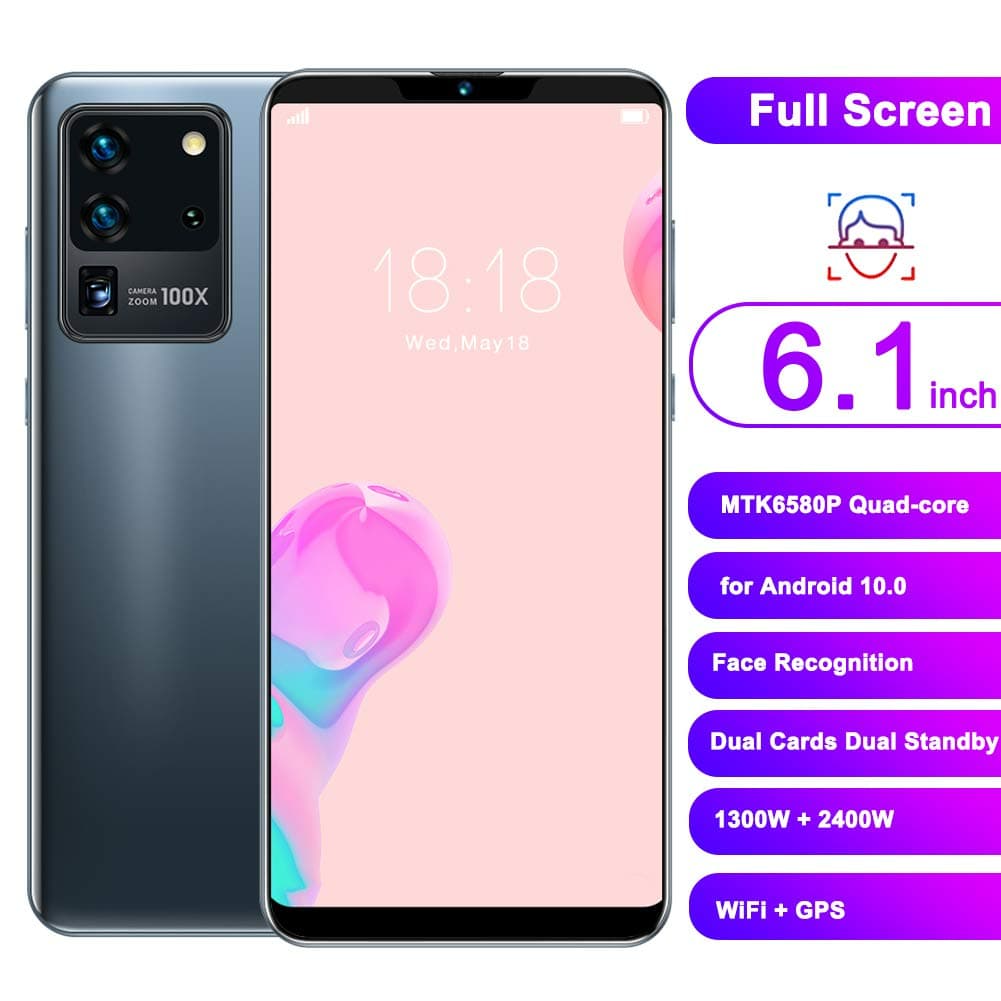 CAMERA
ZOOM 100X
18:18
Wed,May18
Full Screen
6.1 inch
MTK6580P Quad-core
for Android 10.0
Face Recognition
Dual Cards Dual Standby
1300W + 2400W
WiFi + GPS